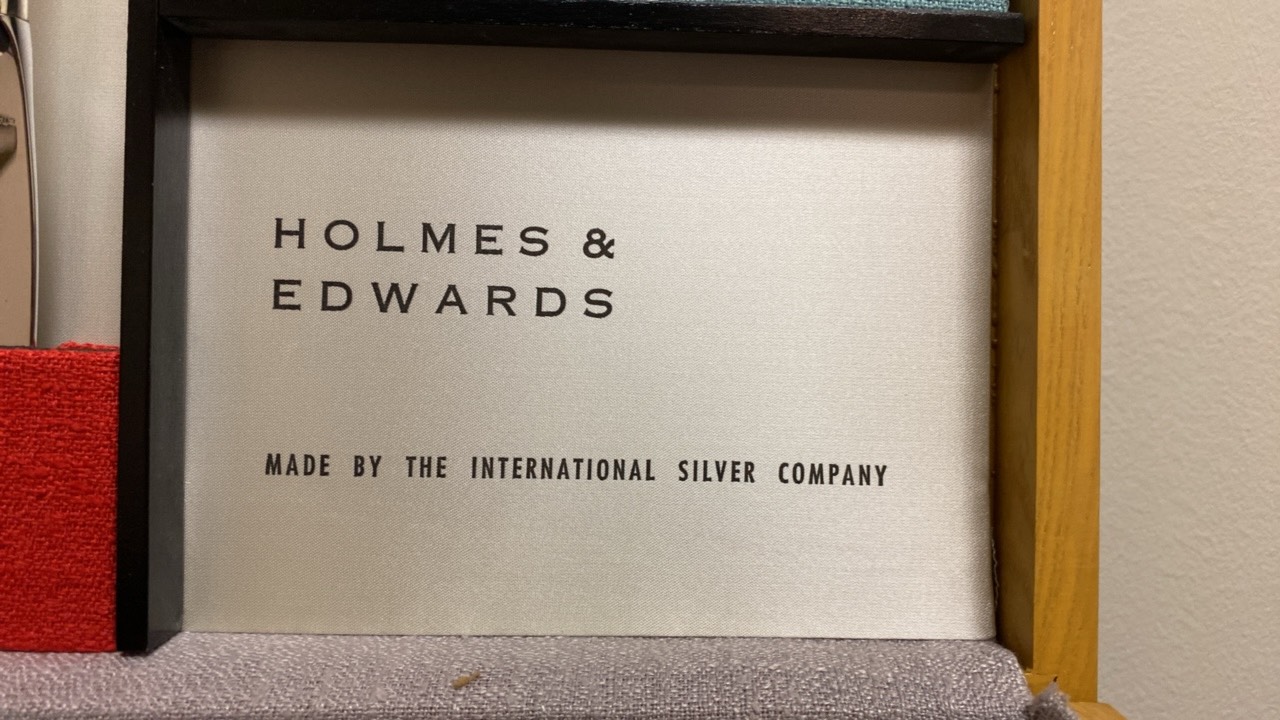 HOLMES &
EDWARDS
MADE BY THE INTERNATIONAL SILVER COMPANY